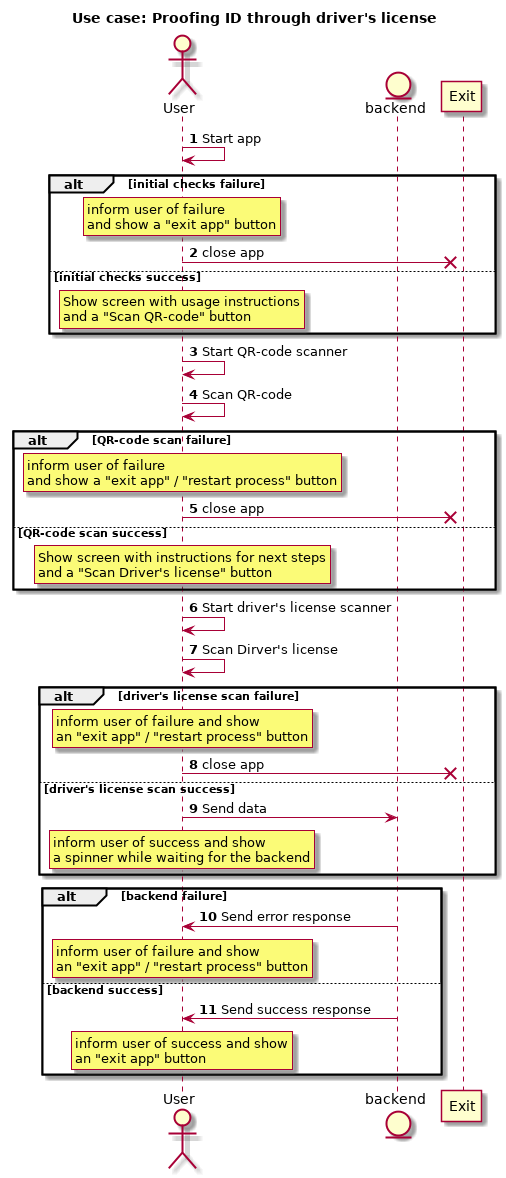 Use case: Proofing ID through driver's license
User
backend
Exit
1 Start app
alt [initial checks failure]
inform user of failure
and show a "exit app" button
2 close app
[initial checks success]
Show screen with usage instructions
and a "Scan QR-code" button
3 Start QR-code scanner
4 Scan QR-code
alt [QR-code scan failure]
inform user of failure
and show a "exit app" / "restart process" button
5 close app
[QR-code scan success]
Show screen with instructions for next steps
and a "Scan Driver's license" button
6 Start driver's license scanner
7 Scan Dirver's license
alt [driver's license scan failure]
inform user of failure and show
an "exit app" / "restart process" button
8 close app
[driver's license scan success]
9 Send data
inform user of success and show
a spinner while waiting for the backend
alt [backend failure]
10 Send error response
inform user of failure and show
an "exit app" / "restart process" button
[backend success]
11 Send success response
inform user of success and show
an "exit app" button
User
backend
Exit